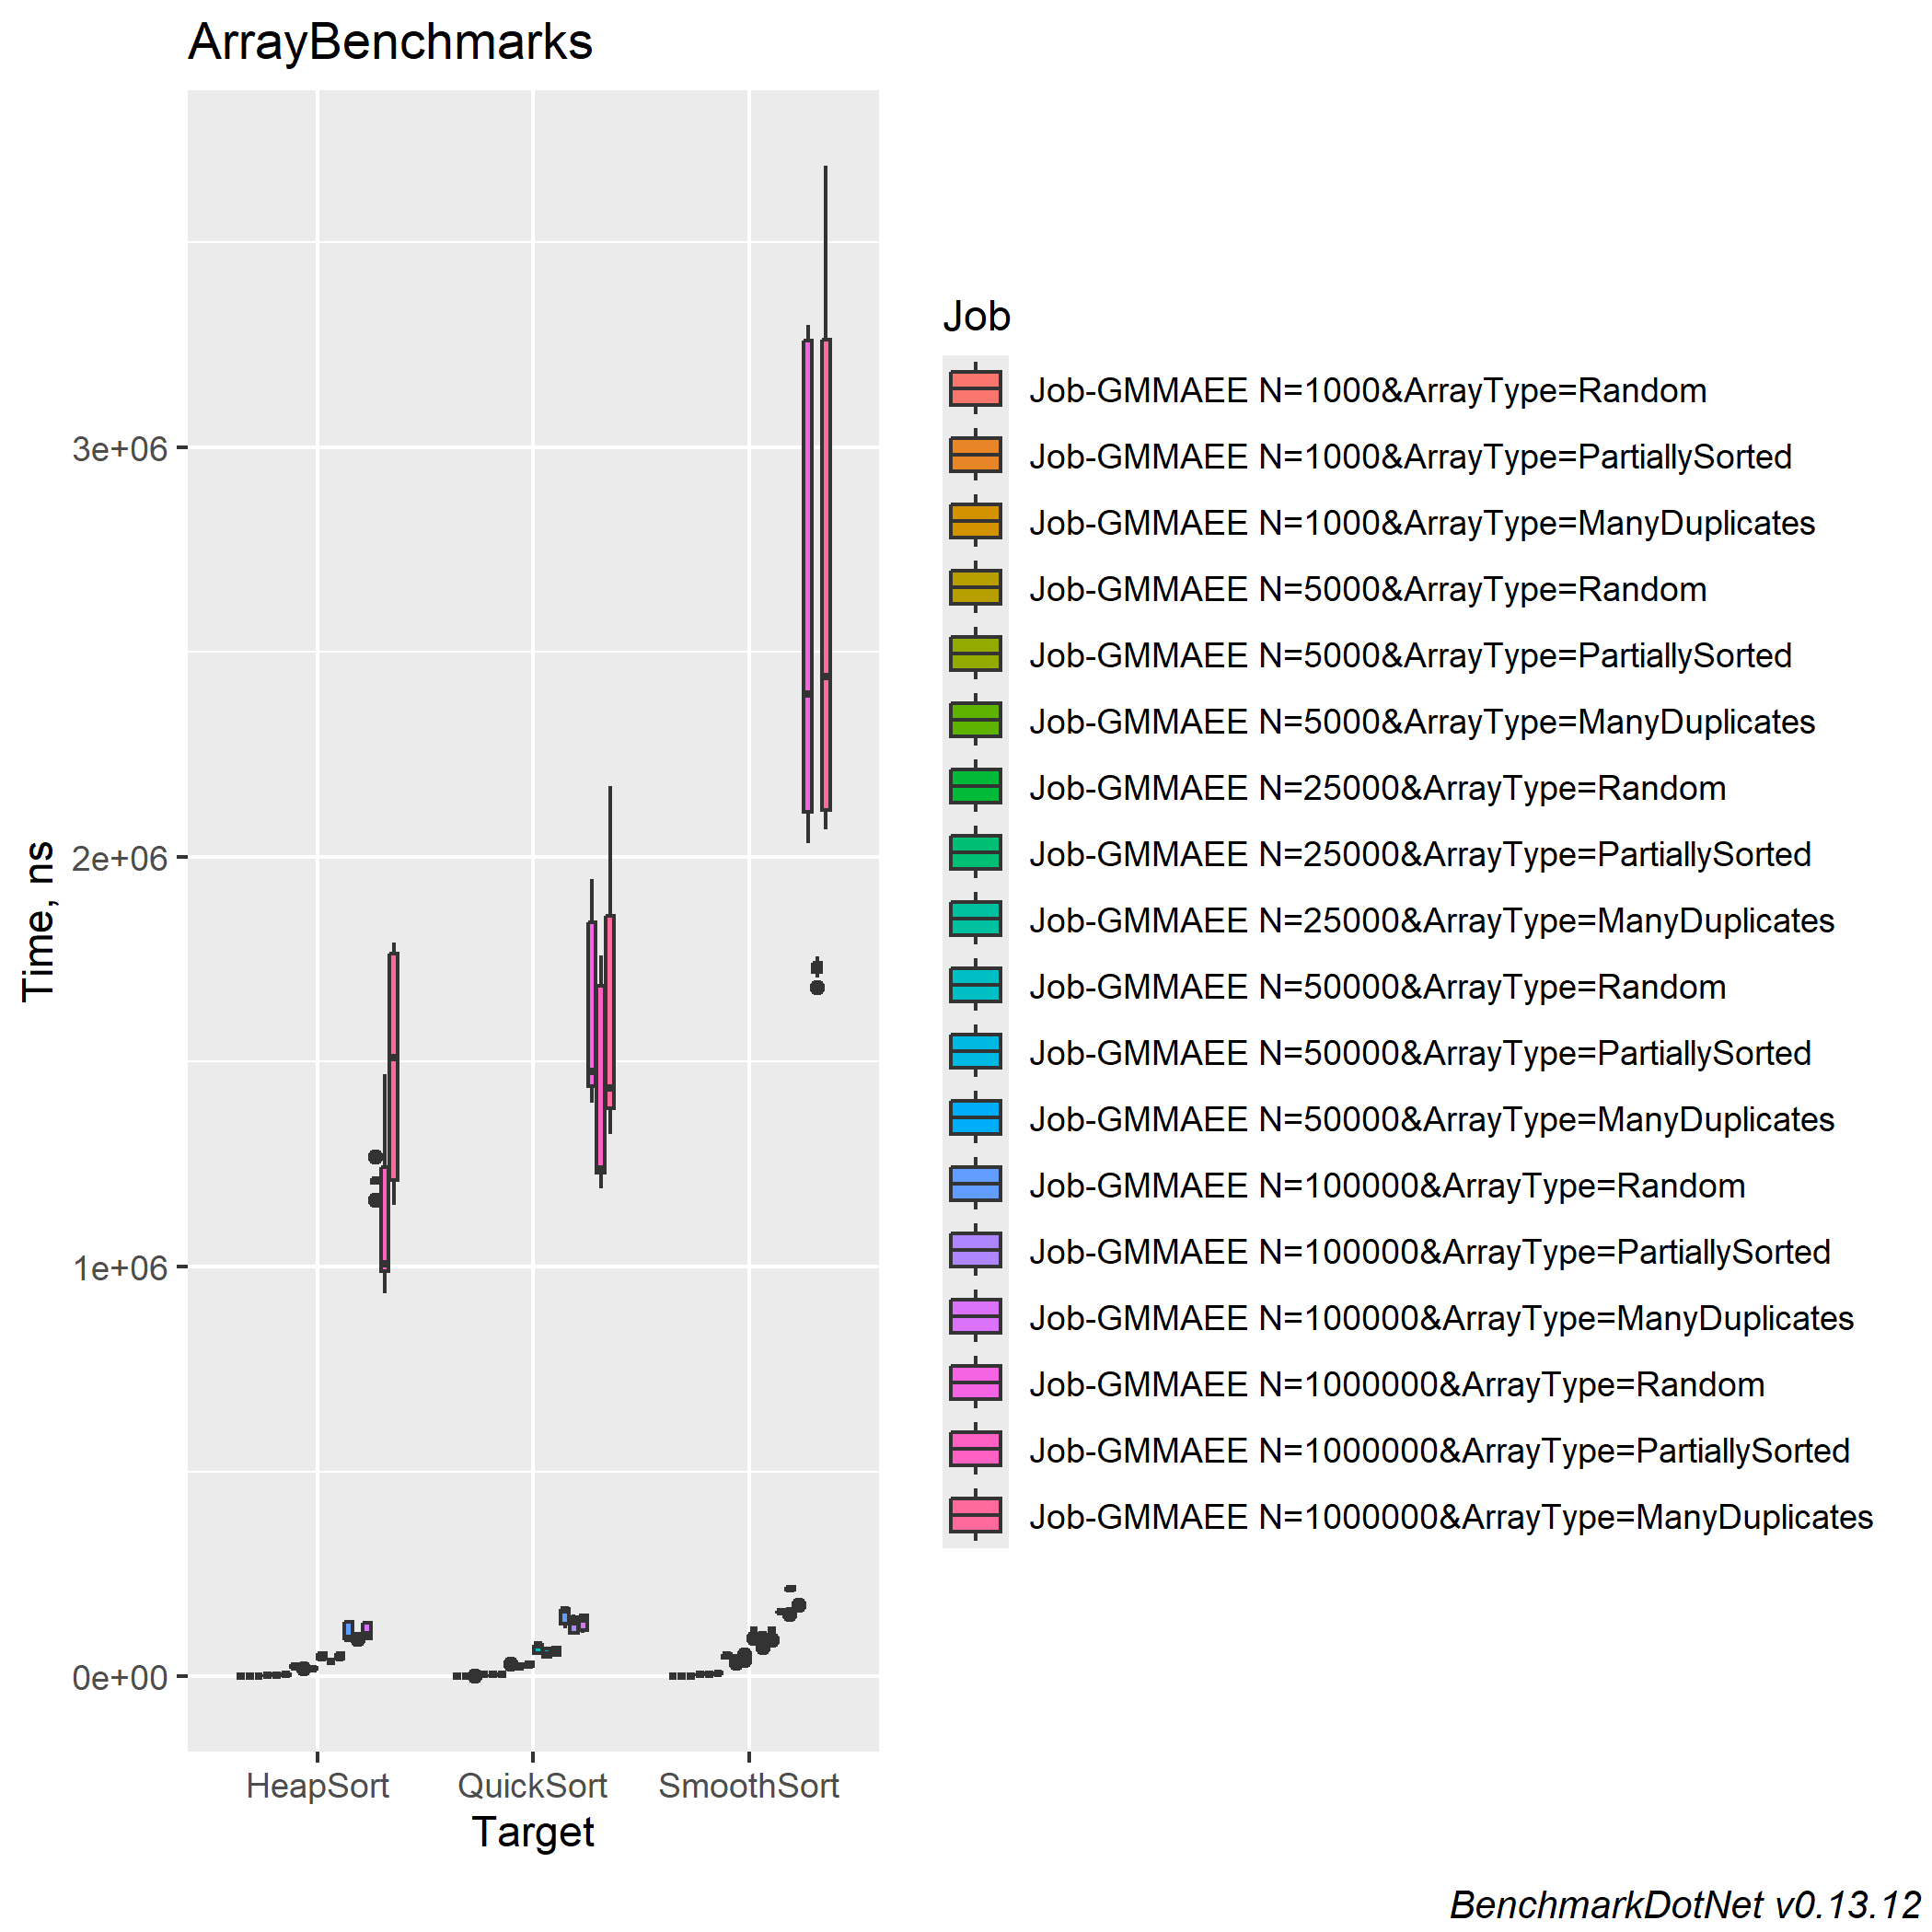 ArrayBenchmarks
Time, ns
3e+06
2e+06
1e+06
0e+00
HeapSort
QuickSort
SmoothSort
Target
Job
Job-GMMAEE N=1000&ArrayType=Random
Job-GMMAEE N=1000&ArrayType=PartiallySorted
Job-GMMAEE N=1000&ArrayType=ManyDuplicates
Job-GMMAEE N=5000&ArrayType=Random
Job-GMMAEE N=5000&ArrayType=PartiallySorted
Job-GMMAEE N=5000&ArrayType=ManyDuplicates
Job-GMMAEE N=25000&ArrayType=Random
Job-GMMAEE N=25000&ArrayType=PartiallySorted
Job-GMMAEE N=25000&ArrayType=ManyDuplicates
Job-GMMAEE N=50000&ArrayType=Random
Job-GMMAEE N=50000&ArrayType=PartiallySorted
Job-GMMAEE N=50000&ArrayType=ManyDuplicates
Job-GMMAEE N=100000&ArrayType=Random
Job-GMMAEE N=100000&ArrayType=PartiallySorted
Job-GMMAEE N=100000&ArrayType=ManyDuplicates
Job-GMMAEE N=1000000&ArrayType=Random
Job-GMMAEE N=1000000&ArrayType=PartiallySorted
Job-GMMAEE N=1000000&ArrayType=ManyDuplicates
BenchmarkDotNet v0.13.12